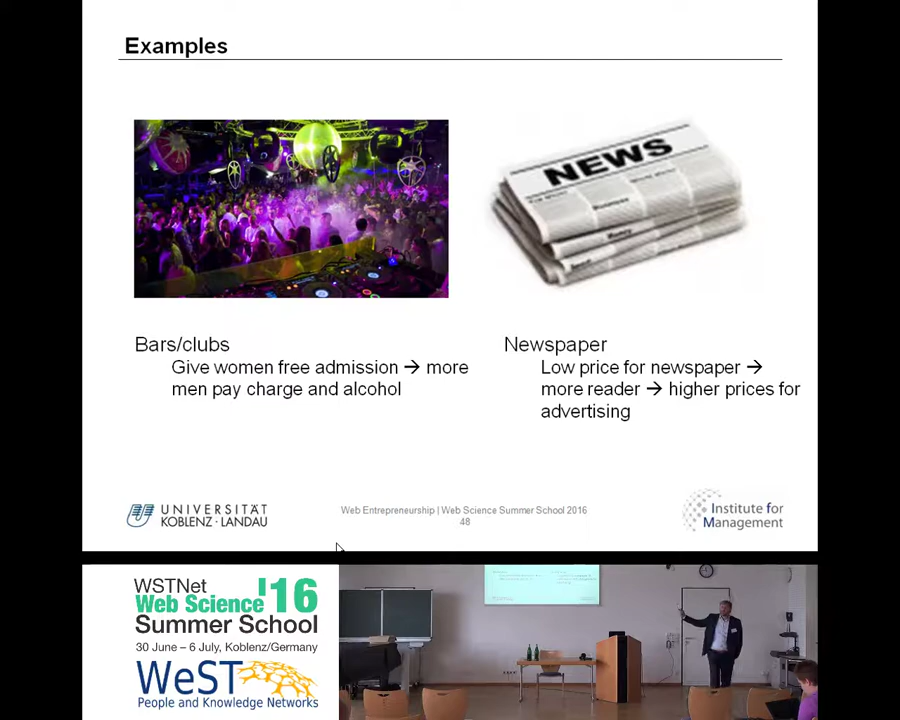 Examples
NEWS
Business
Money
Bars/clubs
Give women free admission → more
men pay charge and alcohol
Newspaper
Low price for newspaper →
more reader → higher prices for
advertising
UNIVERSITÄT
KOBLENZ · LANDAU
Web Entrepreneurship | Web Science Summer School 2016
48
Institute for
Management
WSTNet
Web Science '16
Summer School
30 June – 6 July, Koblenz/Germany
WeST
People and Knowledge Networks